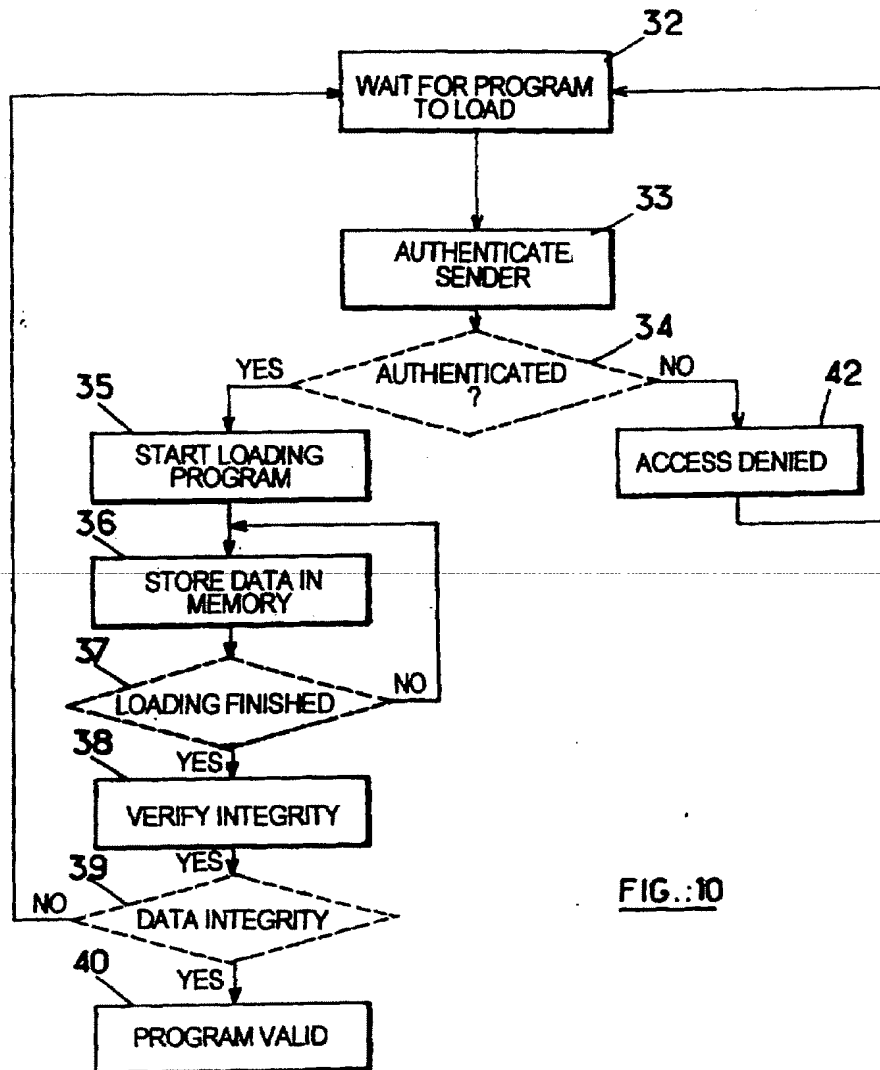 32
WAIT FOR PROGRAM
TO LOAD
33
AUTHENTICATE
SENDER
34
YES
AUTHENTICATED
?
NO
35
42
START LOADING
PROGRAM
ACCESS DENIED
36
STORE DATA IN
MEMORY
37
LOADING FINISHED
NO
38
YES
VERIFY INTEGRITY
YES
39
NO
DATA INTEGRITY
FIG.:10
40
YES
PROGRAM VALID